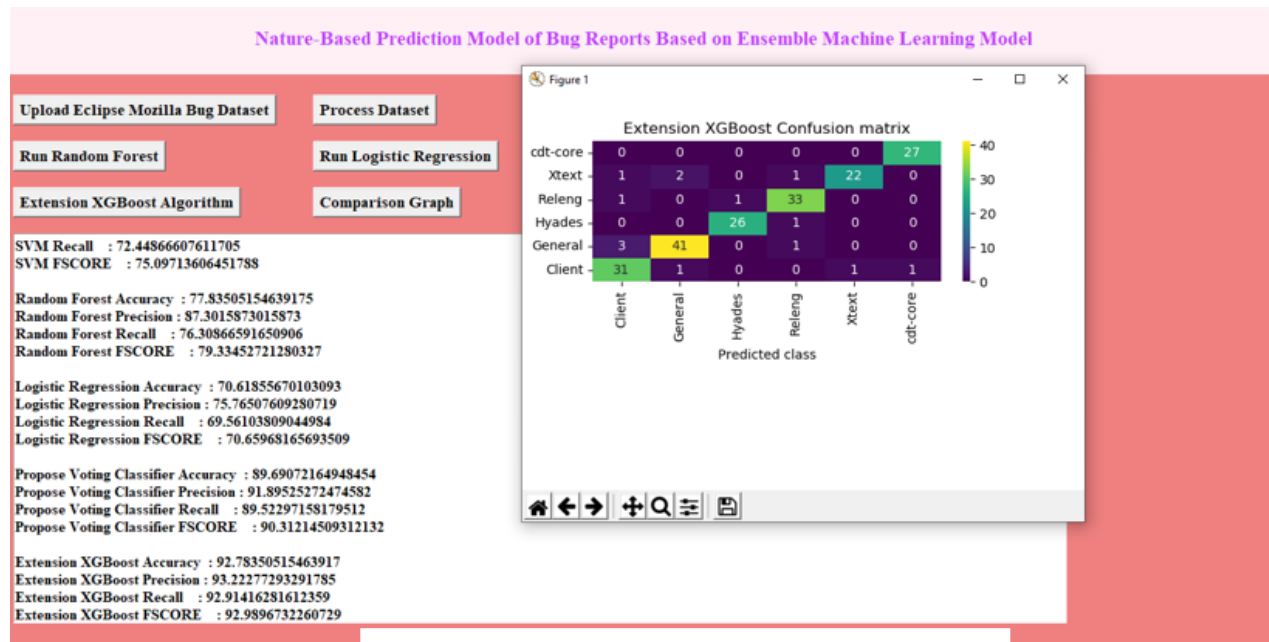 Nature-Based Prediction Model of Bug Reports Based on Ensemble Machine Learning Model
Upload Eclipse Mozilla Bug Dataset
Process Dataset
Run Random Forest
Run Logistic Regression
Extension XGBoost Algorithm
Comparison Graph
SVM Recall : 72.44866607611705
SVM FSCORE : 75.09713606451788
Random Forest Accuracy : 77.83505154639175
Random Forest Precision : 87.3015873015873
Random Forest Recall : 76.30866591650906
Random Forest FSCORE : 79.33452721280327
Logistic Regression Accuracy : 70.61855670103093
Logistic Regression Precision : 75.76507609280719
Logistic Regression Recall : 69.56103809044984
Logistic Regression FSCORE : 70.65968165693509
Propose Voting Classifier Accuracy : 89.69072164948454
Propose Voting Classifier Precision : 91.89525272474582
Propose Voting Classifier Recall : 89.52297158179512
Propose Voting Classifier FSCORE : 90.31214509312132
Extension XGBoost Accuracy : 92.78350515463917
Extension XGBoost Precision : 93.22277293291785
Extension XGBoost Recall : 92.91416281612359
Extension XGBoost FSCORE : 92.9896732260729
Figure 1
Extension XGBoost Confusion matrix
cdt-core 0 0 0 0 0 27
Xtext 1 2 0 1 22 0
Releng 1 0 1 33 0 0
Hyades 0 0 26 1 0 0
General 3 41 0 1 0 0
Client 31 1 0 0 1 1
Client General Hyades Releng Xtext cdt-core
Predicted class
40
30
20
10
0